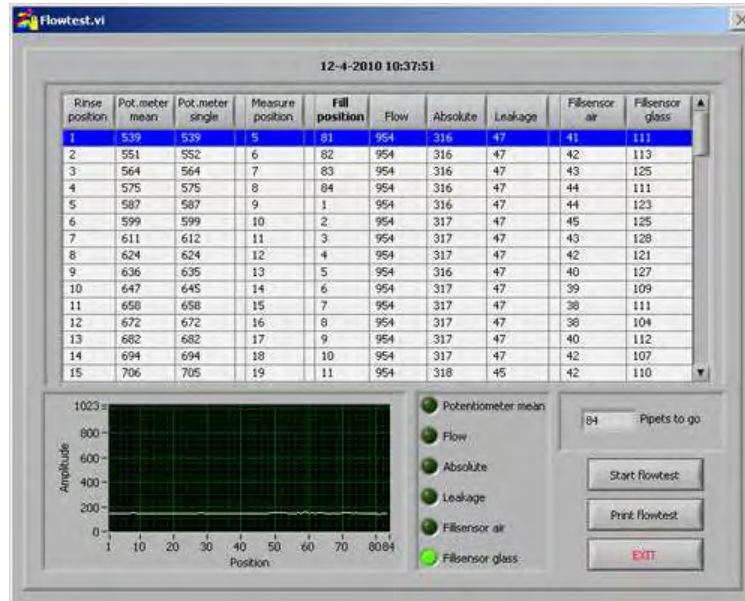 Flowtest.vi
12-4-2010 10:37:51
Rinse position Pot.meter mean Pot.meter single Measure position Fill position Flow Absolute Leakage Fillsensor air Fillsensor glass
1 539 539 5 81 954 316 47 41 111
2 551 552 6 82 954 316 47 42 113
3 564 564 7 83 954 316 47 43 125
4 575 575 8 84 954 316 47 44 111
5 587 587 9 1 954 316 47 44 123
6 599 599 10 2 954 317 47 45 125
7 611 612 11 3 954 317 47 43 128
8 624 624 12 4 954 317 47 42 121
9 636 635 13 5 954 316 47 40 127
10 647 645 14 6 954 317 47 39 109
11 658 658 15 7 954 317 47 38 111
12 672 672 16 8 954 317 47 38 104
13 682 682 17 9 954 317 47 40 112
14 694 694 18 10 954 317 47 42 107
15 706 705 19 11 954 318 45 42 110
Amplitude
1023
800
600
400
200
0
1 10 20 30 40 50 60 70 8084
Position
Potentiometer mean
Flow
Absolute
Leakage
Fillsensor air
Fillsensor glass
84 Pipets to go
Start flowtest
Print flowtest
EXIT